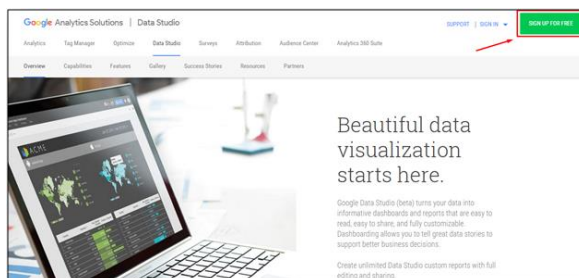 Google Analytics Solutions | Data Studio
SUPPORT | SIGN IN
SIGN UP FOR FREE
Analytics Tag Manager Optimize Data Studio Surveys Attribution Audience Center Analytics 360 Suite
Overview Capabilities Features Gallery Success Stories Resources Partners
ACME
Beautiful data
visualization
starts here.
Google Data Studio (beta) turns your data into
informative dashboards and reports that are easy to
read, easy to share, and fully customizable.
Dashboarding allows you to tell great data stories to
support better business decisions.
Create unlimited Data Studio custom reports with full
editing and sharing.